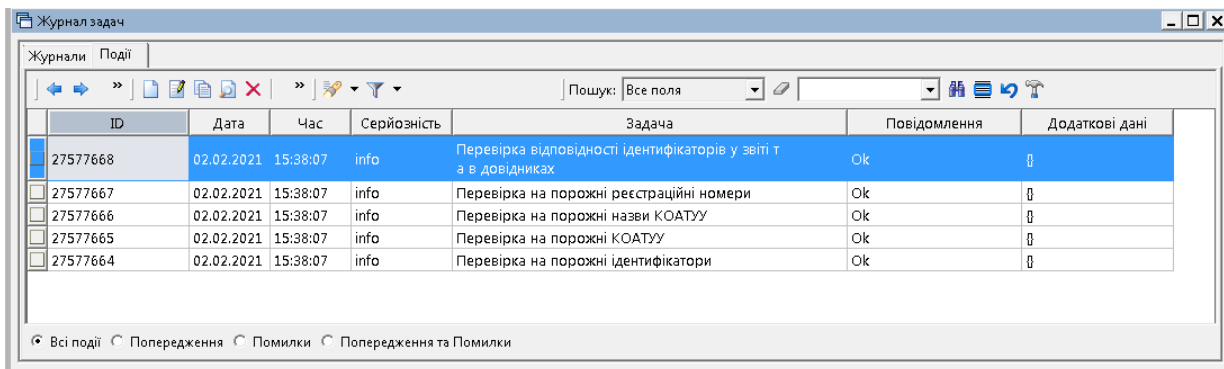 Журнал задач
Журнали Події
» » Пошук: Все поля
ID Дата Час Серйозність Задача Повідомлення Додаткові дані
27577668 02.02.2021 15:38:07 info Перевірка відповідності ідентифікаторів у звіті т Ok {}
а в довідниках
27577667 02.02.2021 15:38:07 info Перевірка на порожні реєстраційні номери Ok {}
27577666 02.02.2021 15:38:07 info Перевірка на порожні назви КОАТУУ Ok {}
27577665 02.02.2021 15:38:07 info Перевірка на порожні КОАТУУ Ok {}
27577664 02.02.2021 15:38:07 info Перевірка на порожні ідентифікатори Ok {}
Всі події Попередження Помилки Попередження та Помилки